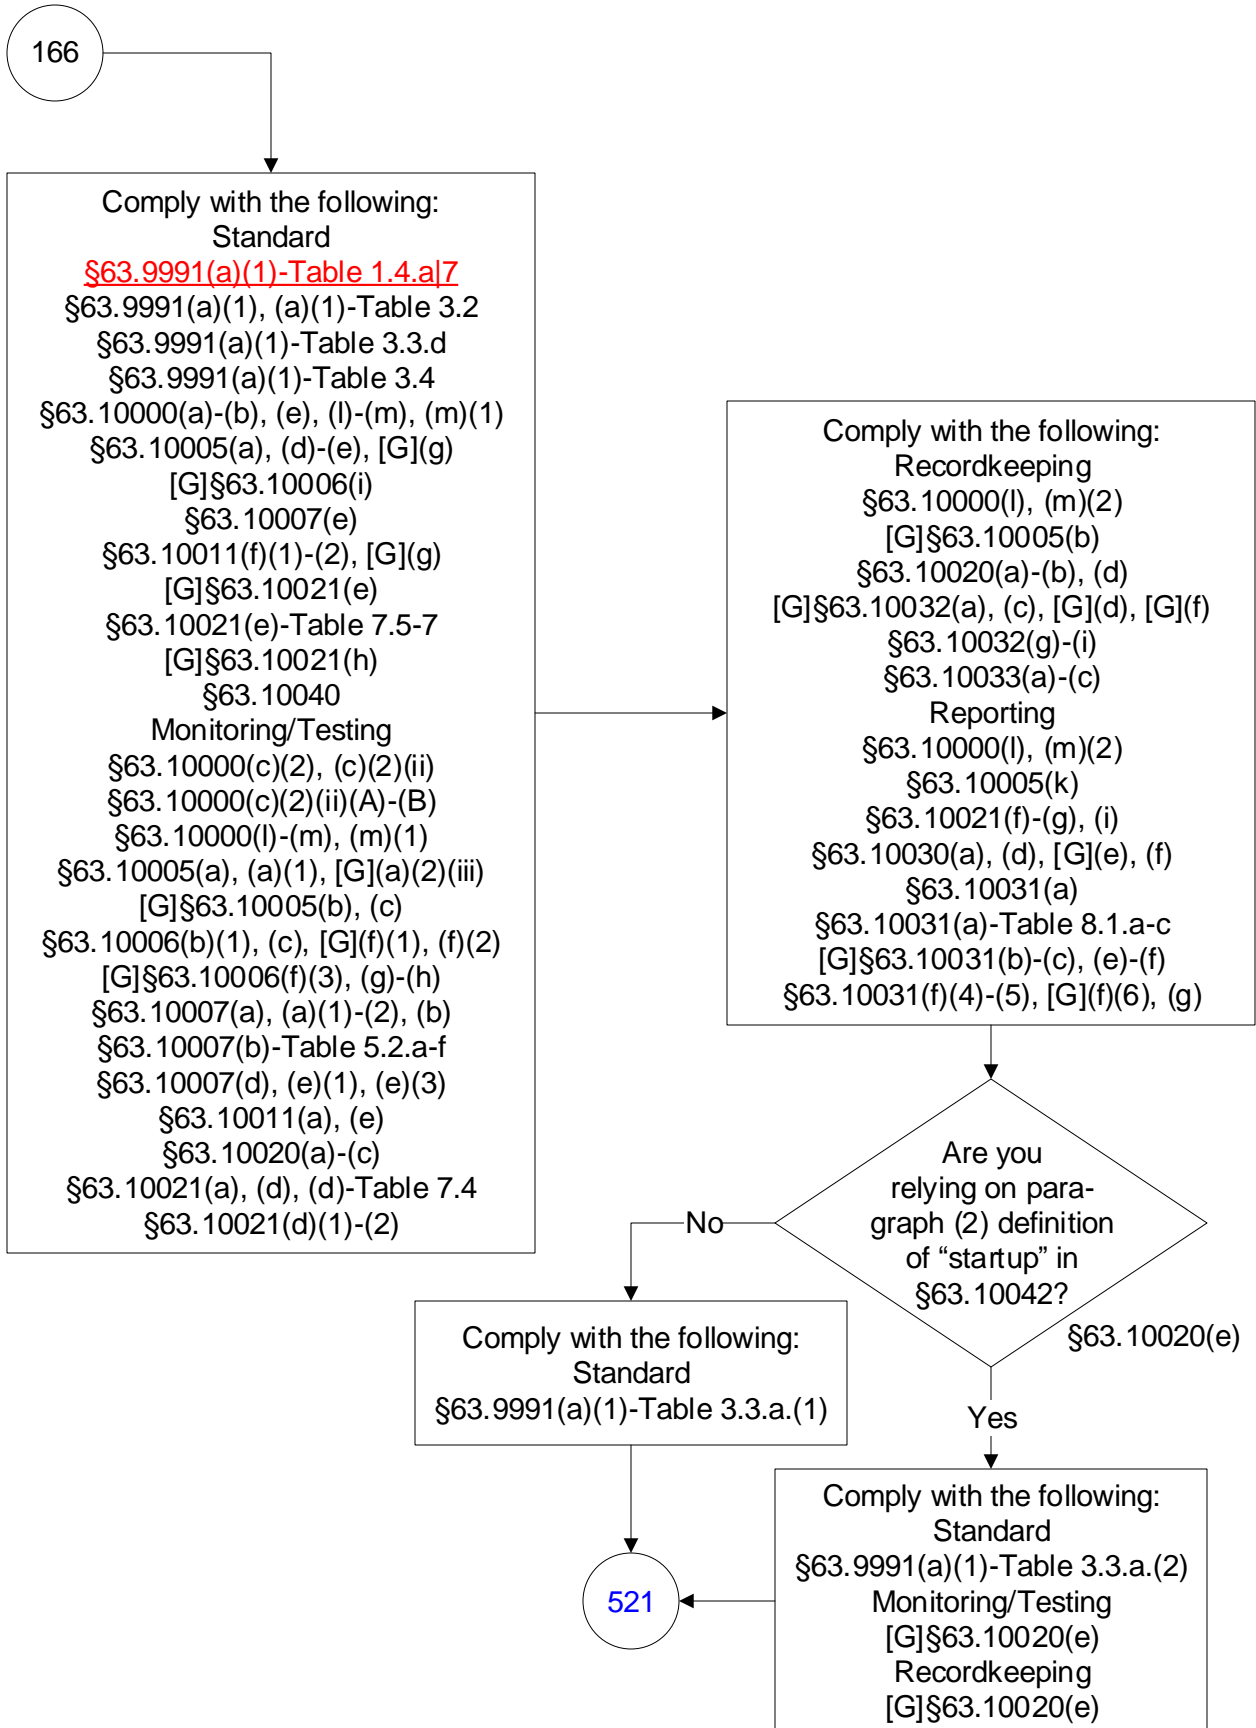 166
Comply with the following:
Standard
§63.9991(a)(1)-Table 1.4.a|7
§63.9991(a)(1), (a)(1)-Table 3.2
§63.9991(a)(1)-Table 3.3.d
§63.9991(a)(1)-Table 3.4
§63.10000(a)-(b), (e), (l)-(m), (m)(1)
§63.10005(a), (d)-(e), [G](g)
[G]§63.10006(i)
§63.10007(e)
§63.10011(f)(1)-(2), [G](g)
[G]§63.10021(e)
§63.10021(e)-Table 7.5-7
[G]§63.10021(h)
§63.10040
Monitoring/Testing
§63.10000(c)(2), (c)(2)(ii)
§63.10000(c)(2)(ii)(A)-(B)
§63.10000(l)-(m), (m)(1)
§63.10005(a), (a)(1), [G](a)(2)(iii)
[G]§63.10005(b), (c)
§63.10006(b)(1), (c), [G](f)(1), (f)(2)
[G]§63.10006(f)(3), (g)-(h)
§63.10007(a), (a)(1)-(2), (b)
§63.10007(b)-Table 5.2.a-f
§63.10007(d), (e)(1), (e)(3)
§63.10011(a), (e)
§63.10020(a)-(c)
§63.10021(a), (d), (d)-Table 7.4
§63.10021(d)(1)-(2)
Comply with the following:
Recordkeeping
§63.10000(l), (m)(2)
[G]§63.10005(b)
§63.10020(a)-(b), (d)
[G]§63.10032(a), (c), [G](d), [G](f)
§63.10032(g)-(i)
§63.10033(a)-(c)
Reporting
§63.10000(l), (m)(2)
§63.10005(k)
§63.10021(f)-(g), (i)
§63.10030(a), (d), [G](e), (f)
§63.10031(a)
§63.10031(a)-Table 8.1.a-c
[G]§63.10031(b)-(c), (e)-(f)
§63.10031(f)(4)-(5), [G](f)(6), (g)
Are you
relying on para-
graph (2) definition
of “startup” in
§63.10042?
§63.10020(e)
No
Comply with the following:
Standard
§63.9991(a)(1)-Table 3.3.a.(1)
Yes
Comply with the following:
Standard
§63.9991(a)(1)-Table 3.3.a.(2)
Monitoring/Testing
[G]§63.10020(e)
Recordkeeping
[G]§63.10020(e)
521